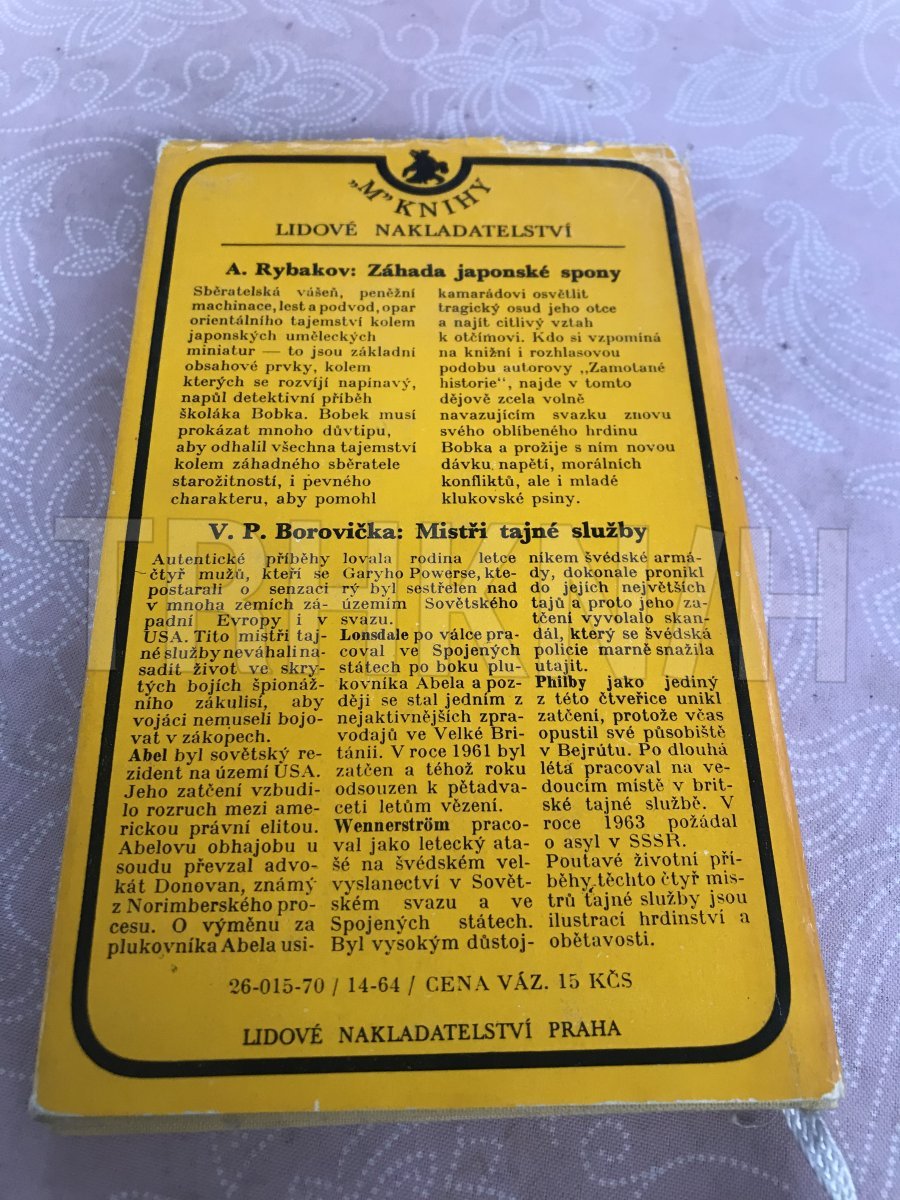 „M” KNIHY
LIDOVÉ NAKLADATELSTVÍ
A. Rybakov: Záhada japonské spony
Sběratelská vášeň, peněžní
machinace, lest a podvod, opar
orientálního tajemství kolem
japonských uměleckých
miniatur — to jsou základní
obsahové prvky, kolem
kterých se rozvíjí napínavý,
napůl detektivní příběh
školáka Bobka. Bobek musí
prokázat mnoho důvtipu,
aby odhalil všechna tajemství
kolem záhadného sběratele
starožitností, i pevného
charakteru, aby pomohl
kamarádovi osvětlit
tragický osud jeho otce
a najít citlivý vztah
k otčímovi. Kdo si vzpomíná
na knižní i rozhlasovou
podobu autorovy „Zamotané
historie“, najde v tomto
dějově zcela volně
navazujícím svazku znovu
svého oblíbeného hrdinu
Bobka a prožije s ním novou
dávku napětí, morálních
konfliktů, ale i mladé
klukovské psiny.
V. P. Borovička: Mistři tajné služby
Autentické příběhy
čtyř mužů, kteří se
postarali o senzaci
v mnoha zemích zá-
padní Evropy i v
USA. Tito mistři taj-
né služby neváhali na-
sadit život ve skry-
tých bojích špionáž-
ního zákulisí, aby
vojáci nemuseli bojo-
vat v zákopech.
Abel byl sovětský re-
zident na území USA.
Jeho zatčení vzbudi-
lo rozruch mezi ame-
rickou právní elitou.
Abelovu obhajobu u
soudu převzal advo-
kát Donovan, známý
z Norimberského pro-
cesu. O výměnu za
plukovníka Abela usi-
lovala rodina letce
Garyho Powerse, kte-
rý byl sestřelen nad
územím Sovětského
svazu.
Lonsdale po válce pra-
coval ve Spojených
státech po boku plu-
kovníka Abela a poz-
ději se stal jedním z
nejaktivnějších zpra-
vodajů ve Velké Bri-
tánii. V roce 1961 byl
zatčen a téhož roku
odsouzen k pětadva-
ceti letům vězení.
Wennerström praco-
val jako letecký ata-
šé na švédském vel-
vyslanectví v Sovět-
ském svazu a ve
Spojených státech.
Byl vysokým důstoj-
níkem švédské armá-
dy, dokonale pronikl
do jejích největších
tajů a proto jeho za-
tčení vyvolalo skan-
dál, který se švédská
policie marně snažila
utajit.
Philby jako jediný
z této čtveřice unikl
zatčení, protože včas
opustil své působiště
v Bejrútu. Po dlouhá
léta pracoval na ve-
doucím místě v brit-
ské tajné službě. V
roce 1963 požádal
o asyl v SSSR.
Poutavé životní pří-
běhy těchto čtyř mis-
trů tajné služby jsou
ilustrací hrdinství a
obětavosti.
26-015-70 / 14-64 / CENA VÁZ. 15 KČS
LIDOVÉ NAKLADATELSTVÍ PRAHA